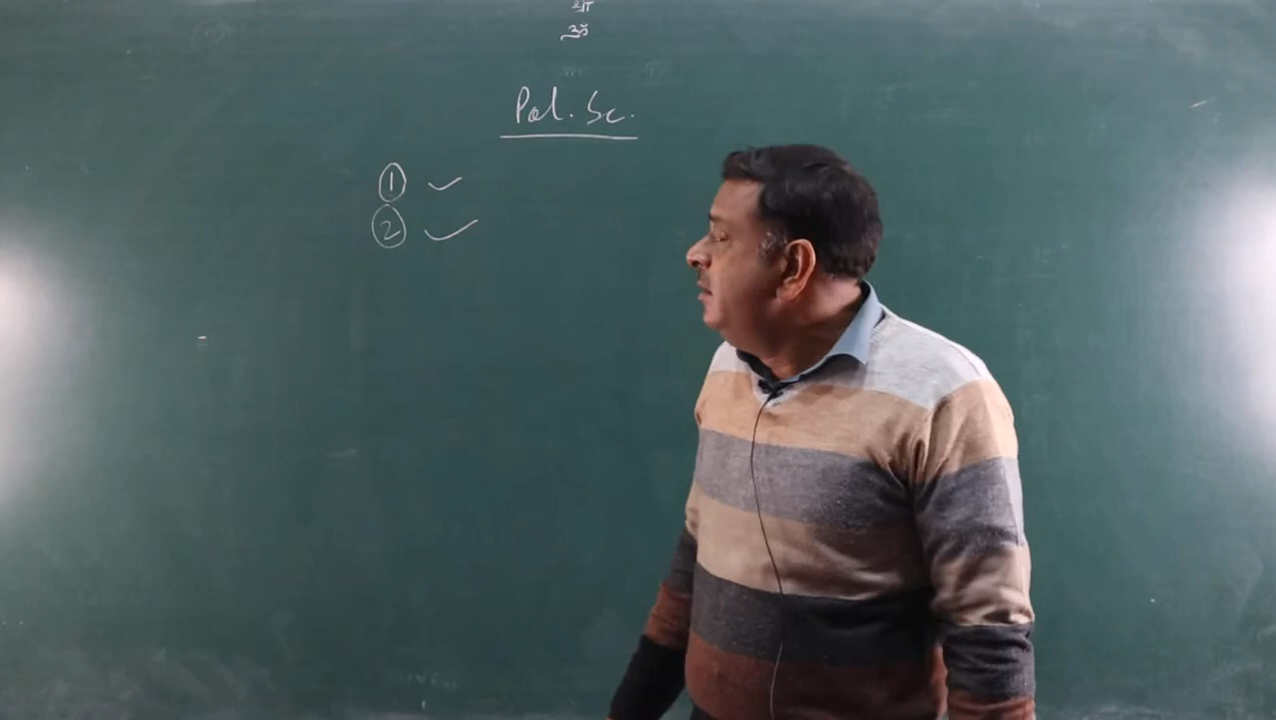 श्री
ॐ
Pol. Sc.
① ✓
② ✓